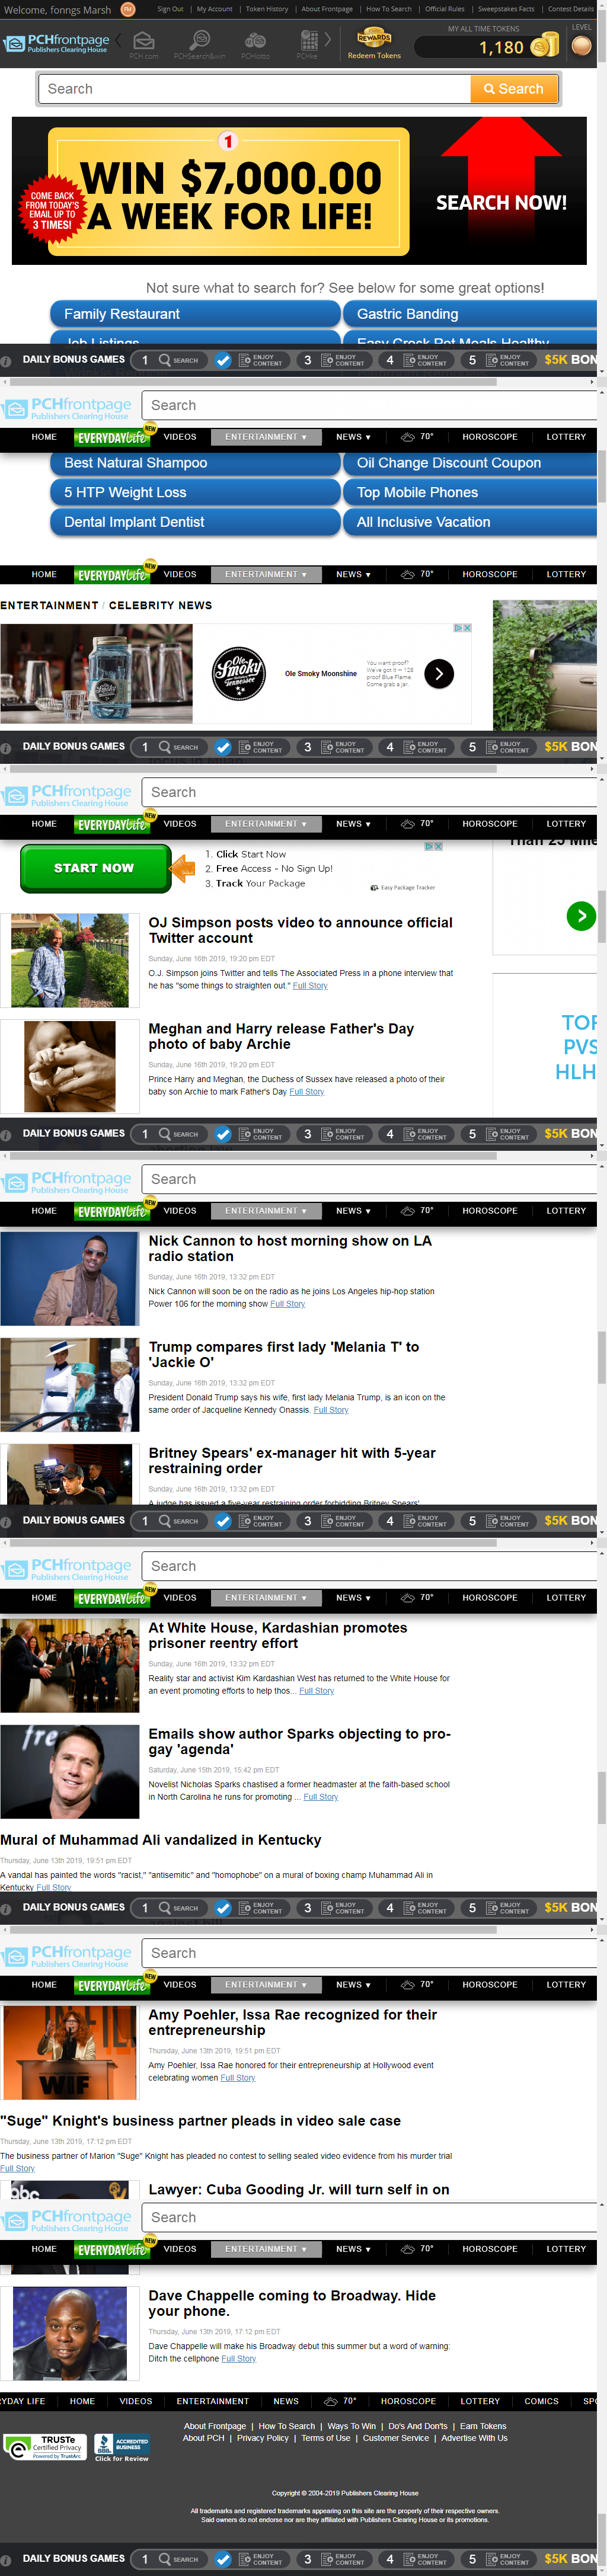 Welcome, fonngs Marsh FM Sign Out | My Account | Token History | About Frontpage | How To Search | Official Rules | Sweepstakes Facts | Contest Details
PCHfrontpage
Publishers Clearing House
PCH.com PCHSearch&win PCHlotto
REWARDS
Redeem Tokens
MY ALL TIME TOKENS
1,180
LEVEL
Search
Search
1
WIN $7,000.00
A WEEK FOR LIFE!
COME BACK
FROM TODAY'S
EMAIL UP TO
3 TIMES!
SEARCH NOW!
Not sure what to search for? See below for some great options!
Family Restaurant Gastric Banding
Job Listings Easy Crock Pot Meals Healthy
DAILY BONUS GAMES 1 SEARCH ENJOY CONTENT 3 ENJOY CONTENT 4 ENJOY CONTENT 5 ENJOY CONTENT $5K BON
PCHfrontpage
Publishers Clearing House
Search
HOME EVERYDAYlife NEW VIDEOS ENTERTAINMENT ▼ NEWS ▼ 70° HOROSCOPE LOTTERY
Best Natural Shampoo Oil Change Discount Coupon
5 HTP Weight Loss Top Mobile Phones
Dental Implant Dentist All Inclusive Vacation
HOME EVERYDAYlife NEW VIDEOS ENTERTAINMENT ▼ NEWS ▼ 70° HOROSCOPE LOTTERY
ENTERTAINMENT / CELEBRITY NEWS
Ole Smoky
Tennessee
Ole Smoky Moonshine
You want proof?
We've got it — 128
proof Blue Flame.
Come grab a jar.
DAILY BONUS GAMES 1 SEARCH ENJOY CONTENT 3 ENJOY CONTENT 4 ENJOY CONTENT 5 ENJOY CONTENT $5K BON
PCHfrontpage
Publishers Clearing House
Search
HOME EVERYDAYlife NEW VIDEOS ENTERTAINMENT ▼ NEWS ▼ 70° HOROSCOPE LOTTERY
Than 25 Mile
START NOW
1. Click Start Now
2. Free Access - No Sign Up!
3. Track Your Package
Easy Package Tracker
OJ Simpson posts video to announce official
Twitter account
Sunday, June 16th 2019, 19:20 pm EDT
O.J. Simpson joins Twitter and tells The Associated Press in a phone interview that
he has "some things to straighten out." Full Story
Meghan and Harry release Father's Day
photo of baby Archie
Sunday, June 16th 2019, 19:20 pm EDT
Prince Harry and Meghan, the Duchess of Sussex have released a photo of their
baby son Archie to mark Father's Day Full Story
TOP
PVS
HLH
DAILY BONUS GAMES 1 SEARCH ENJOY CONTENT 3 ENJOY CONTENT 4 ENJOY CONTENT 5 ENJOY CONTENT $5K BON
PCHfrontpage
Publishers Clearing House
Search
HOME EVERYDAYlife NEW VIDEOS ENTERTAINMENT ▼ NEWS ▼ 70° HOROSCOPE LOTTERY
Nick Cannon to host morning show on LA
radio station
Sunday, June 16th 2019, 13:32 pm EDT
Nick Cannon will soon be on the radio as he joins Los Angeles hip-hop station
Power 106 for the morning show Full Story
Trump compares first lady 'Melania T' to
'Jackie O'
Sunday, June 16th 2019, 13:32 pm EDT
President Donald Trump says his wife, first lady Melania Trump, is an icon on the
same order of Jacqueline Kennedy Onassis. Full Story
Britney Spears' ex-manager hit with 5-year
restraining order
Sunday, June 16th 2019, 13:32 pm EDT
A judge has issued a five-year restraining order forbidding Britney Spears'
DAILY BONUS GAMES 1 SEARCH ENJOY CONTENT 3 ENJOY CONTENT 4 ENJOY CONTENT 5 ENJOY CONTENT $5K BON
PCHfrontpage
Publishers Clearing House
Search
HOME EVERYDAYlife NEW VIDEOS ENTERTAINMENT ▼ NEWS ▼ 70° HOROSCOPE LOTTERY
At White House, Kardashian promotes
prisoner reentry effort
Sunday, June 16th 2019, 13:32 pm EDT
Reality star and activist Kim Kardashian West has returned to the White House for
an event promoting efforts to help thos... Full Story
Emails show author Sparks objecting to pro-
gay 'agenda'
Saturday, June 15th 2019, 15:42 pm EDT
Novelist Nicholas Sparks chastised a former headmaster at the faith-based school
in North Carolina he runs for promoting ... Full Story
Mural of Muhammad Ali vandalized in Kentucky
Thursday, June 13th 2019, 19:51 pm EDT
A vandal has painted the words "racist," "antisemitic" and "homophobe" on a mural of boxing champ Muhammad Ali in
Kentucky Full Story
DAILY BONUS GAMES 1 SEARCH ENJOY CONTENT 3 ENJOY CONTENT 4 ENJOY CONTENT 5 ENJOY CONTENT $5K BON
PCHfrontpage
Publishers Clearing House
Search
HOME EVERYDAYlife NEW VIDEOS ENTERTAINMENT ▼ NEWS ▼ 70° HOROSCOPE LOTTERY
WIF
Amy Poehler, Issa Rae recognized for their
entrepreneurship
Thursday, June 13th 2019, 19:51 pm EDT
Amy Poehler, Issa Rae honored for their entrepreneurship at Hollywood event
celebrating women Full Story
"Suge" Knight's business partner pleads in video sale case
Thursday, June 13th 2019, 17:12 pm EDT
The business partner of Marion "Suge" Knight has pleaded no contest to selling sealed video evidence from his murder trial
Full Story
abc
Lawyer: Cuba Gooding Jr. will turn self in on
PCHfrontpage
Publishers Clearing House
Search
HOME EVERYDAYlife NEW VIDEOS ENTERTAINMENT ▼ NEWS ▼ 70° HOROSCOPE LOTTERY
Dave Chappelle coming to Broadway. Hide
your phone.
Thursday, June 13th 2019, 17:12 pm EDT
Dave Chappelle will make his Broadway debut this summer but a word of warning:
Ditch the cellphone Full Story
RYDAY LIFE HOME VIDEOS ENTERTAINMENT NEWS 70° HOROSCOPE LOTTERY COMICS SPO
About Frontpage | How To Search | Ways To Win | Do's And Don'ts | Earn Tokens
About PCH | Privacy Policy | Terms of Use | Customer Service | Advertise With Us
TRUSTe
Certified Privacy
Powered by TrustArc
BBB
ACCREDITED
BUSINESS
Click for Review
Copyright © 2004-2019 Publishers Clearing House
All trademarks and registered trademarks appearing on this site are the property of their respective owners.
Said owners do not endorse nor are they affiliated with Publishers Clearing House or its promotions.
DAILY BONUS GAMES 1 SEARCH ENJOY CONTENT 3 ENJOY CONTENT 4 ENJOY CONTENT 5 ENJOY CONTENT $5K BON